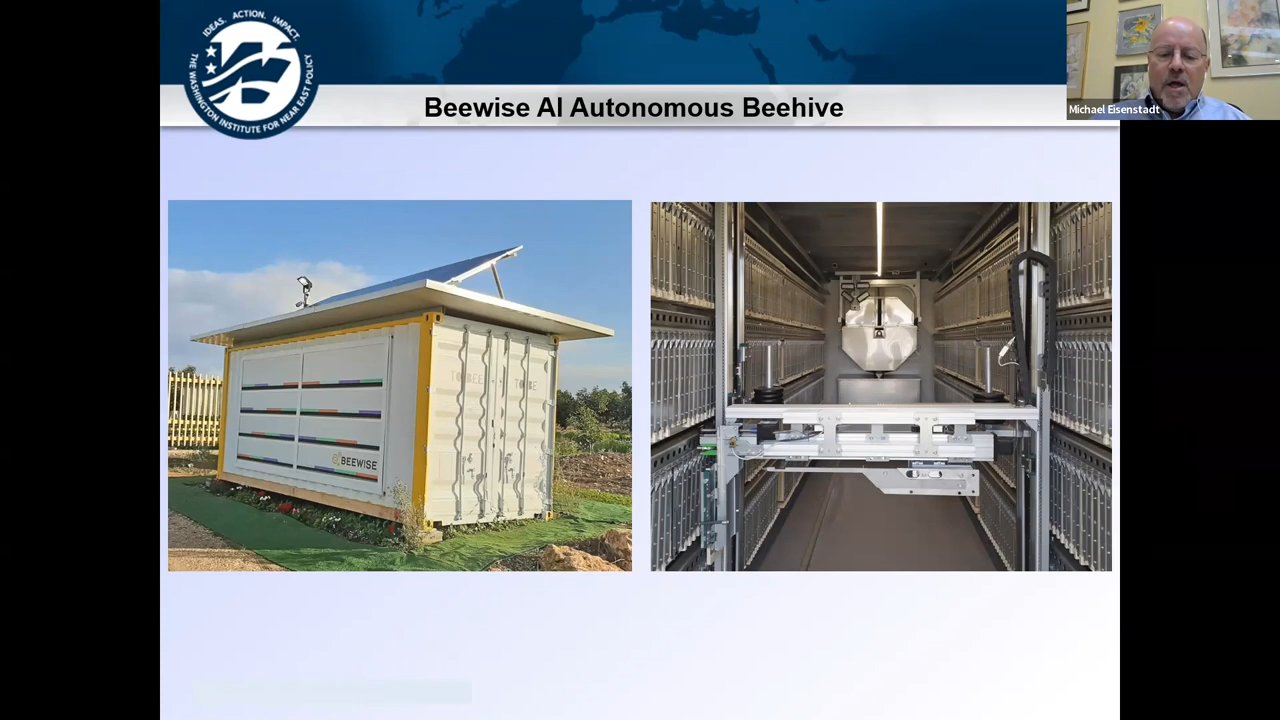 IDEAS. ACTION. IMPACT.
THE WASHINGTON INSTITUTE FOR NEAR EAST POLICY
Beewise AI Autonomous Beehive
Michael Eisenstadt
BEEWISE